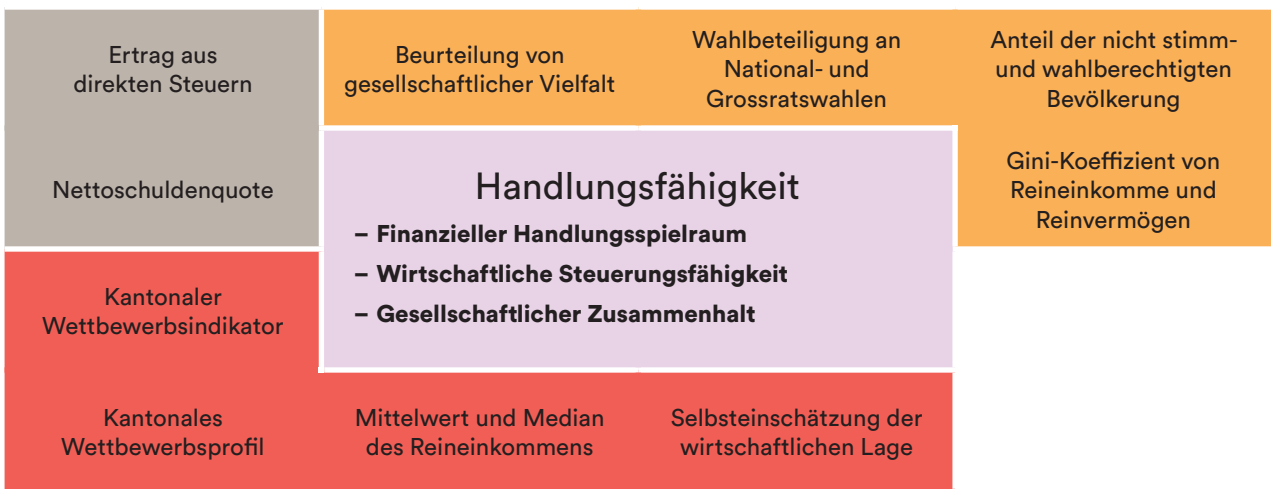 Ertrag aus
direkten Steuern
Beurteilung von
gesellschaftlicher Vielfalt
Wahlbeteiligung an
National- und
Grossratswahlen
Anteil der nicht stimm-
und wahlberechtigten
Bevölkerung
Nettoschuldenquote
Handlungsfähigkeit
– Finanzieller Handlungsspielraum
– Wirtschaftliche Steuerungsfähigkeit
– Gesellschaftlicher Zusammenhalt
Gini-Koeffizient von
Reineinkomme und
Reinvermögen
Kantonaler
Wettbewerbsindikator
Kantonales
Wettbewerbsprofil
Mittelwert und Median
des Reineinkommens
Selbsteinschätzung der
wirtschaftlichen Lage